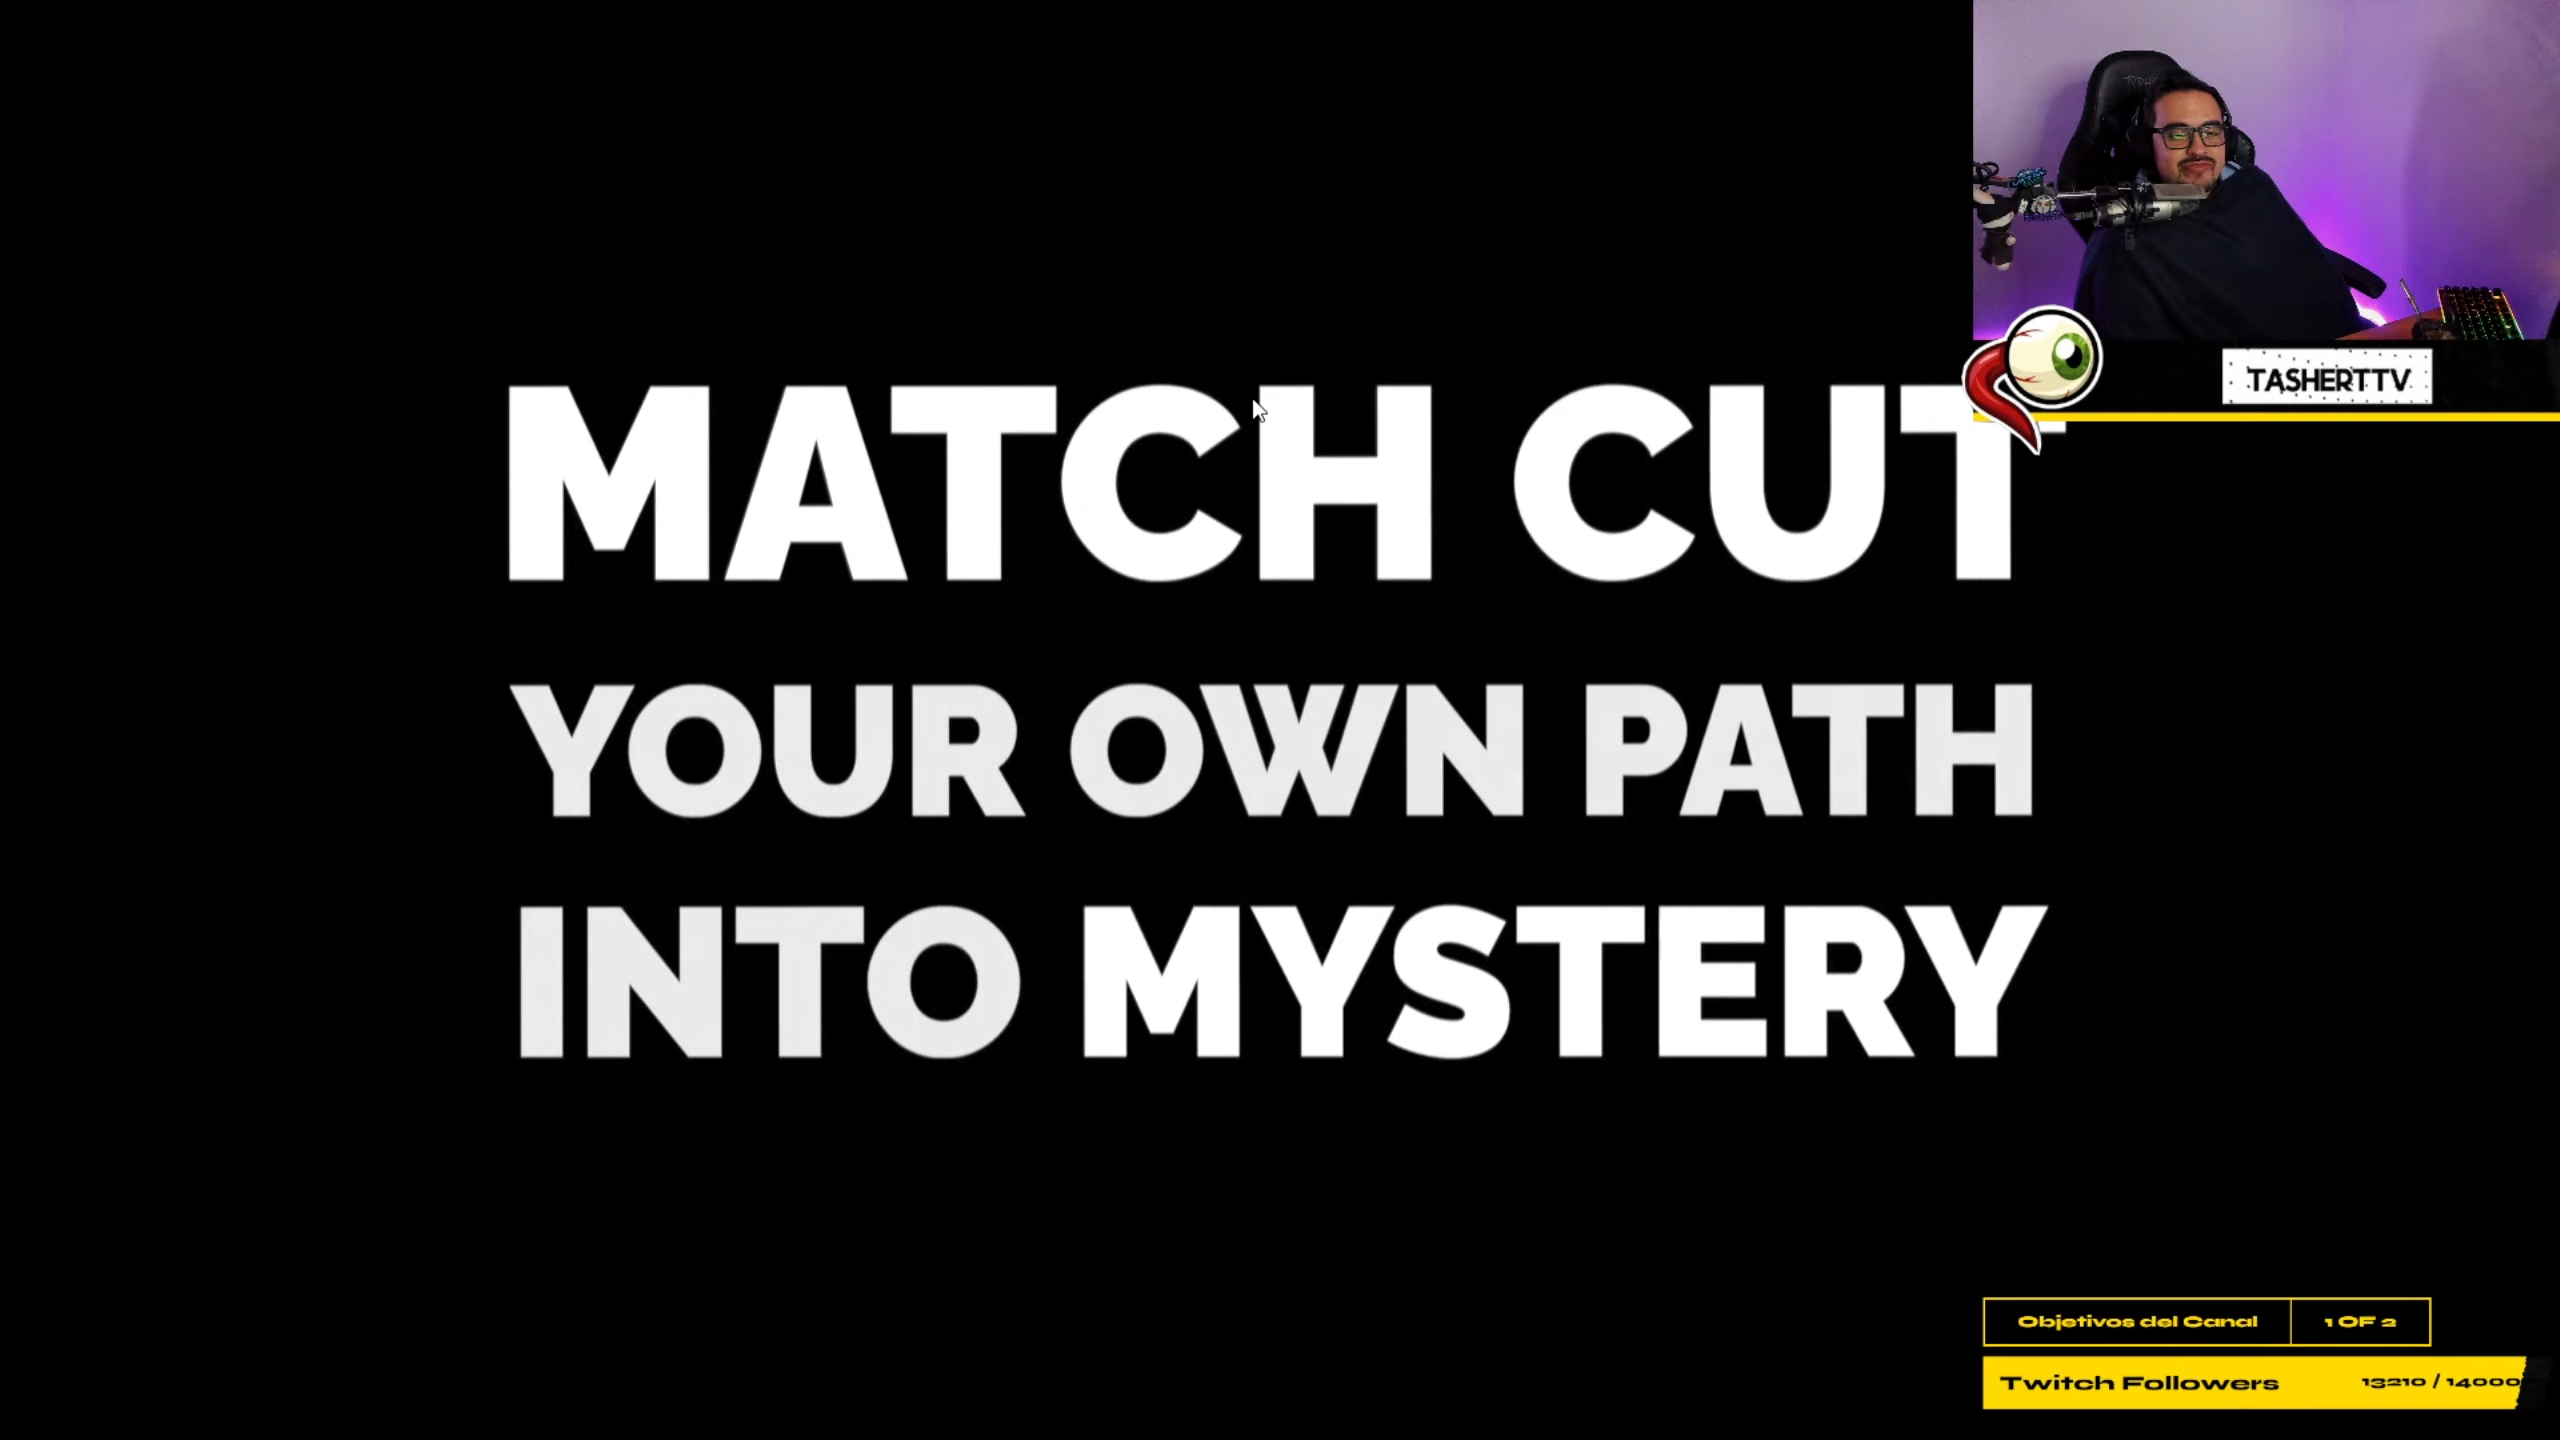 MATCH CUT
YOUR OWN PATH
INTO MYSTERY
TASHERTTV
Objetivos del Canal 1 OF 2
Twitch Followers 13210 / 14000